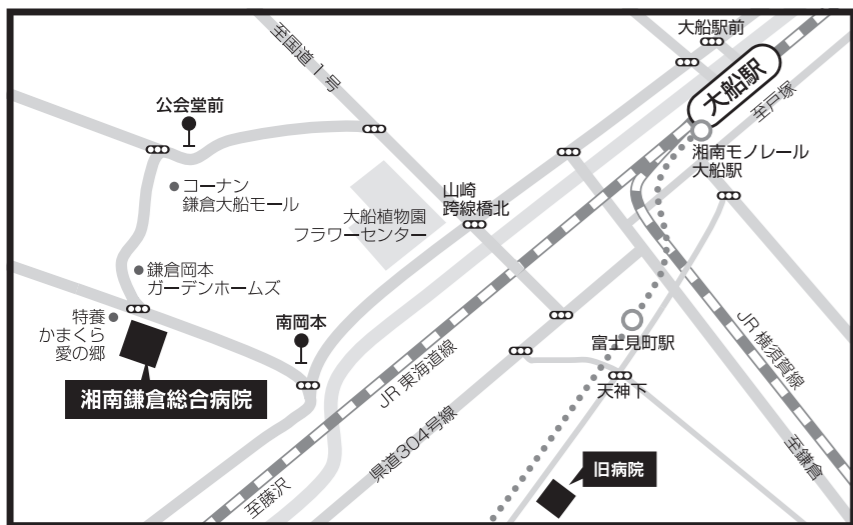 大船駅前
至国道1号
大船駅
至戸塚
公会堂前
湘南モノレール
大船駅
コーナン
鎌倉大船モール
山崎
跨線橋北
大船植物園
フラワーセンター
鎌倉岡本
ガーデンホームズ
特養
かまくら
愛の郷
南岡本
富士見町駅
JR 横須賀線
JR 東海道線
天神下
湘南鎌倉総合病院
県道304号線
至鎌倉
旧病院
至藤沢